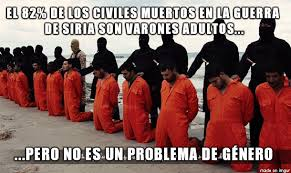 EL 82% DE LOS CIVILES MUERTOS EN LA GUERRA
DE SIRIA SON VARONES ADULTOS...
...PERO NO ES UN PROBLEMA DE GÉNERO
made on imgur